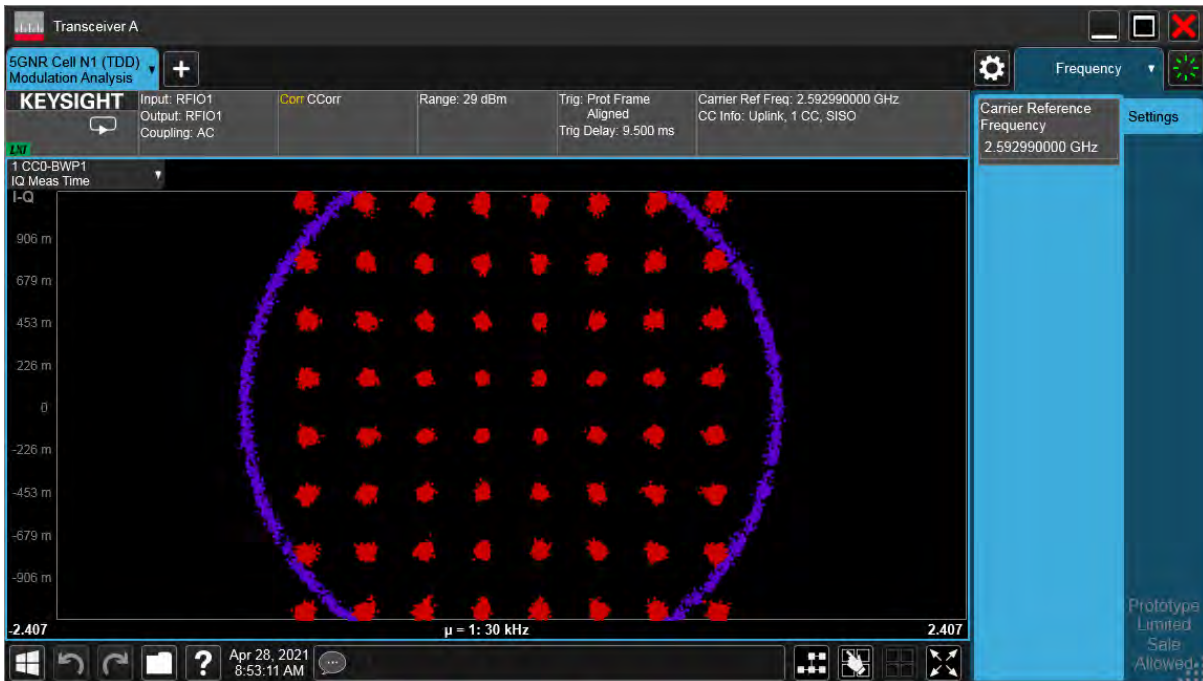 Transceiver A
5GNR Cell N1 (TDD)
Modulation Analysis
+
Frequency
KEYSIGHT
LXI
Input: RFIO1
Output: RFIO1
Coupling: AC
Corr CCorr
Range: 29 dBm
Trig: Prot Frame
Aligned
Trig Delay: 9.500 ms
Carrier Ref Freq: 2.592990000 GHz
CC Info: Uplink, 1 CC, SISO
Carrier Reference
Frequency
2.592990000 GHz
Settings
1 CC0-BWP1
IQ Meas Time
I-Q
906 m
679 m
453 m
226 m
0
-226 m
-453 m
-679 m
-906 m
-2.407
µ = 1: 30 kHz
2.407
Prototype
Limited
Sale
Allowed
?
Apr 28, 2021
8:53:11 AM